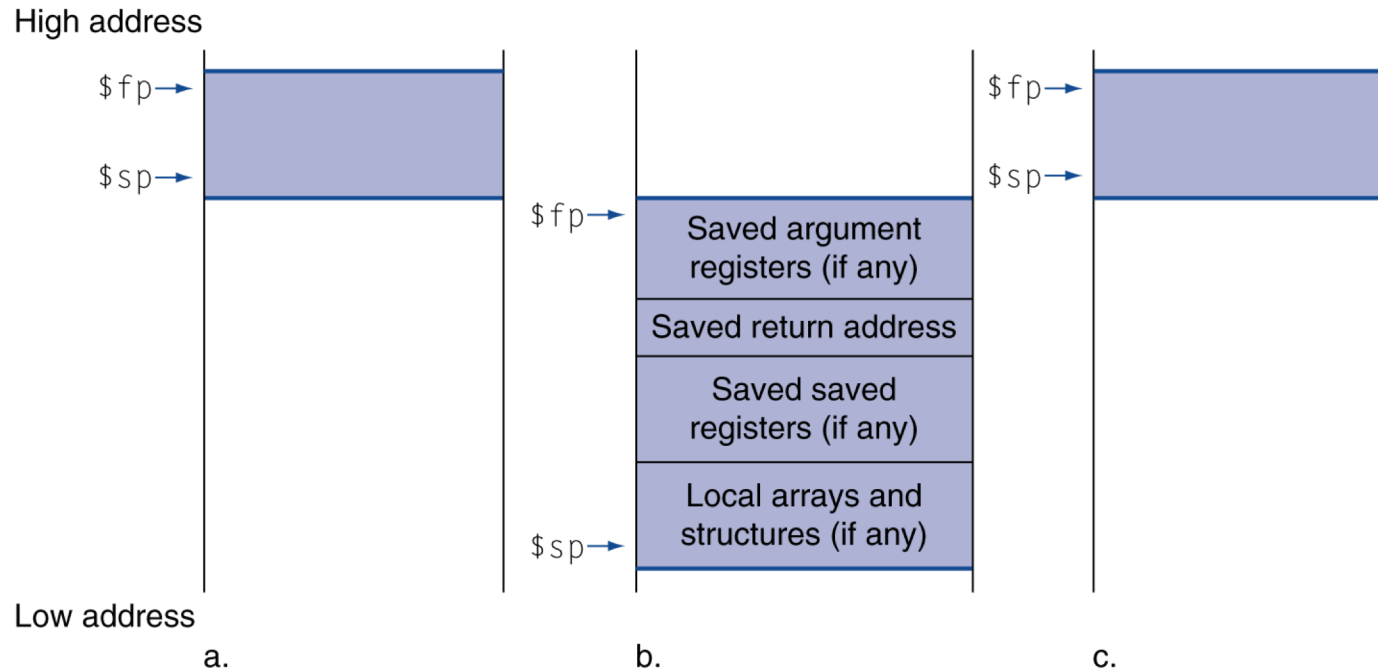 High address
$fp
$sp
$fp
Saved argument
registers (if any)
Saved return address
Saved saved
registers (if any)
Local arrays and
structures (if any)
$sp
$fp
$sp
Low address
a.
b.
c.